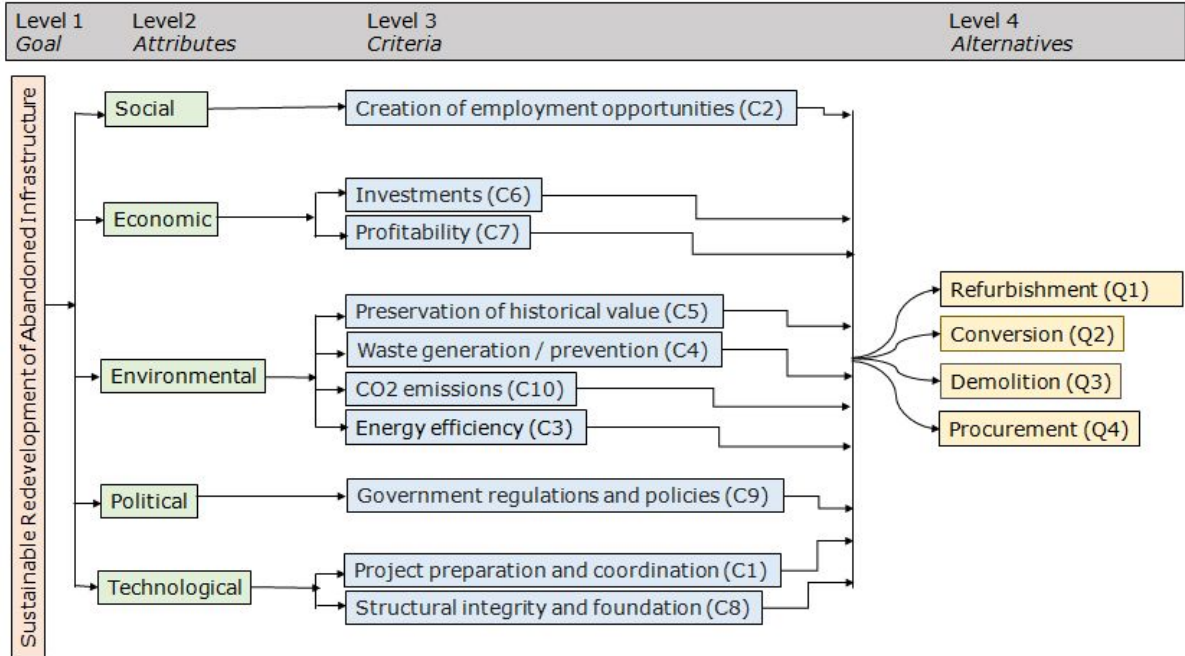 Level 1
Goal
Level2
Attributes
Level 3
Criteria
Level 4
Alternatives
Sustainable Redevelopment of Abandoned Infrastructure
Social
Creation of employment opportunities (C2)
Economic
Investments (C6)
Profitability (C7)
Environmental
Preservation of historical value (C5)
Waste generation / prevention (C4)
CO2 emissions (C10)
Energy efficiency (C3)
Political
Government regulations and policies (C9)
Technological
Project preparation and coordination (C1)
Structural integrity and foundation (C8)
Refurbishment (Q1)
Conversion (Q2)
Demolition (Q3)
Procurement (Q4)